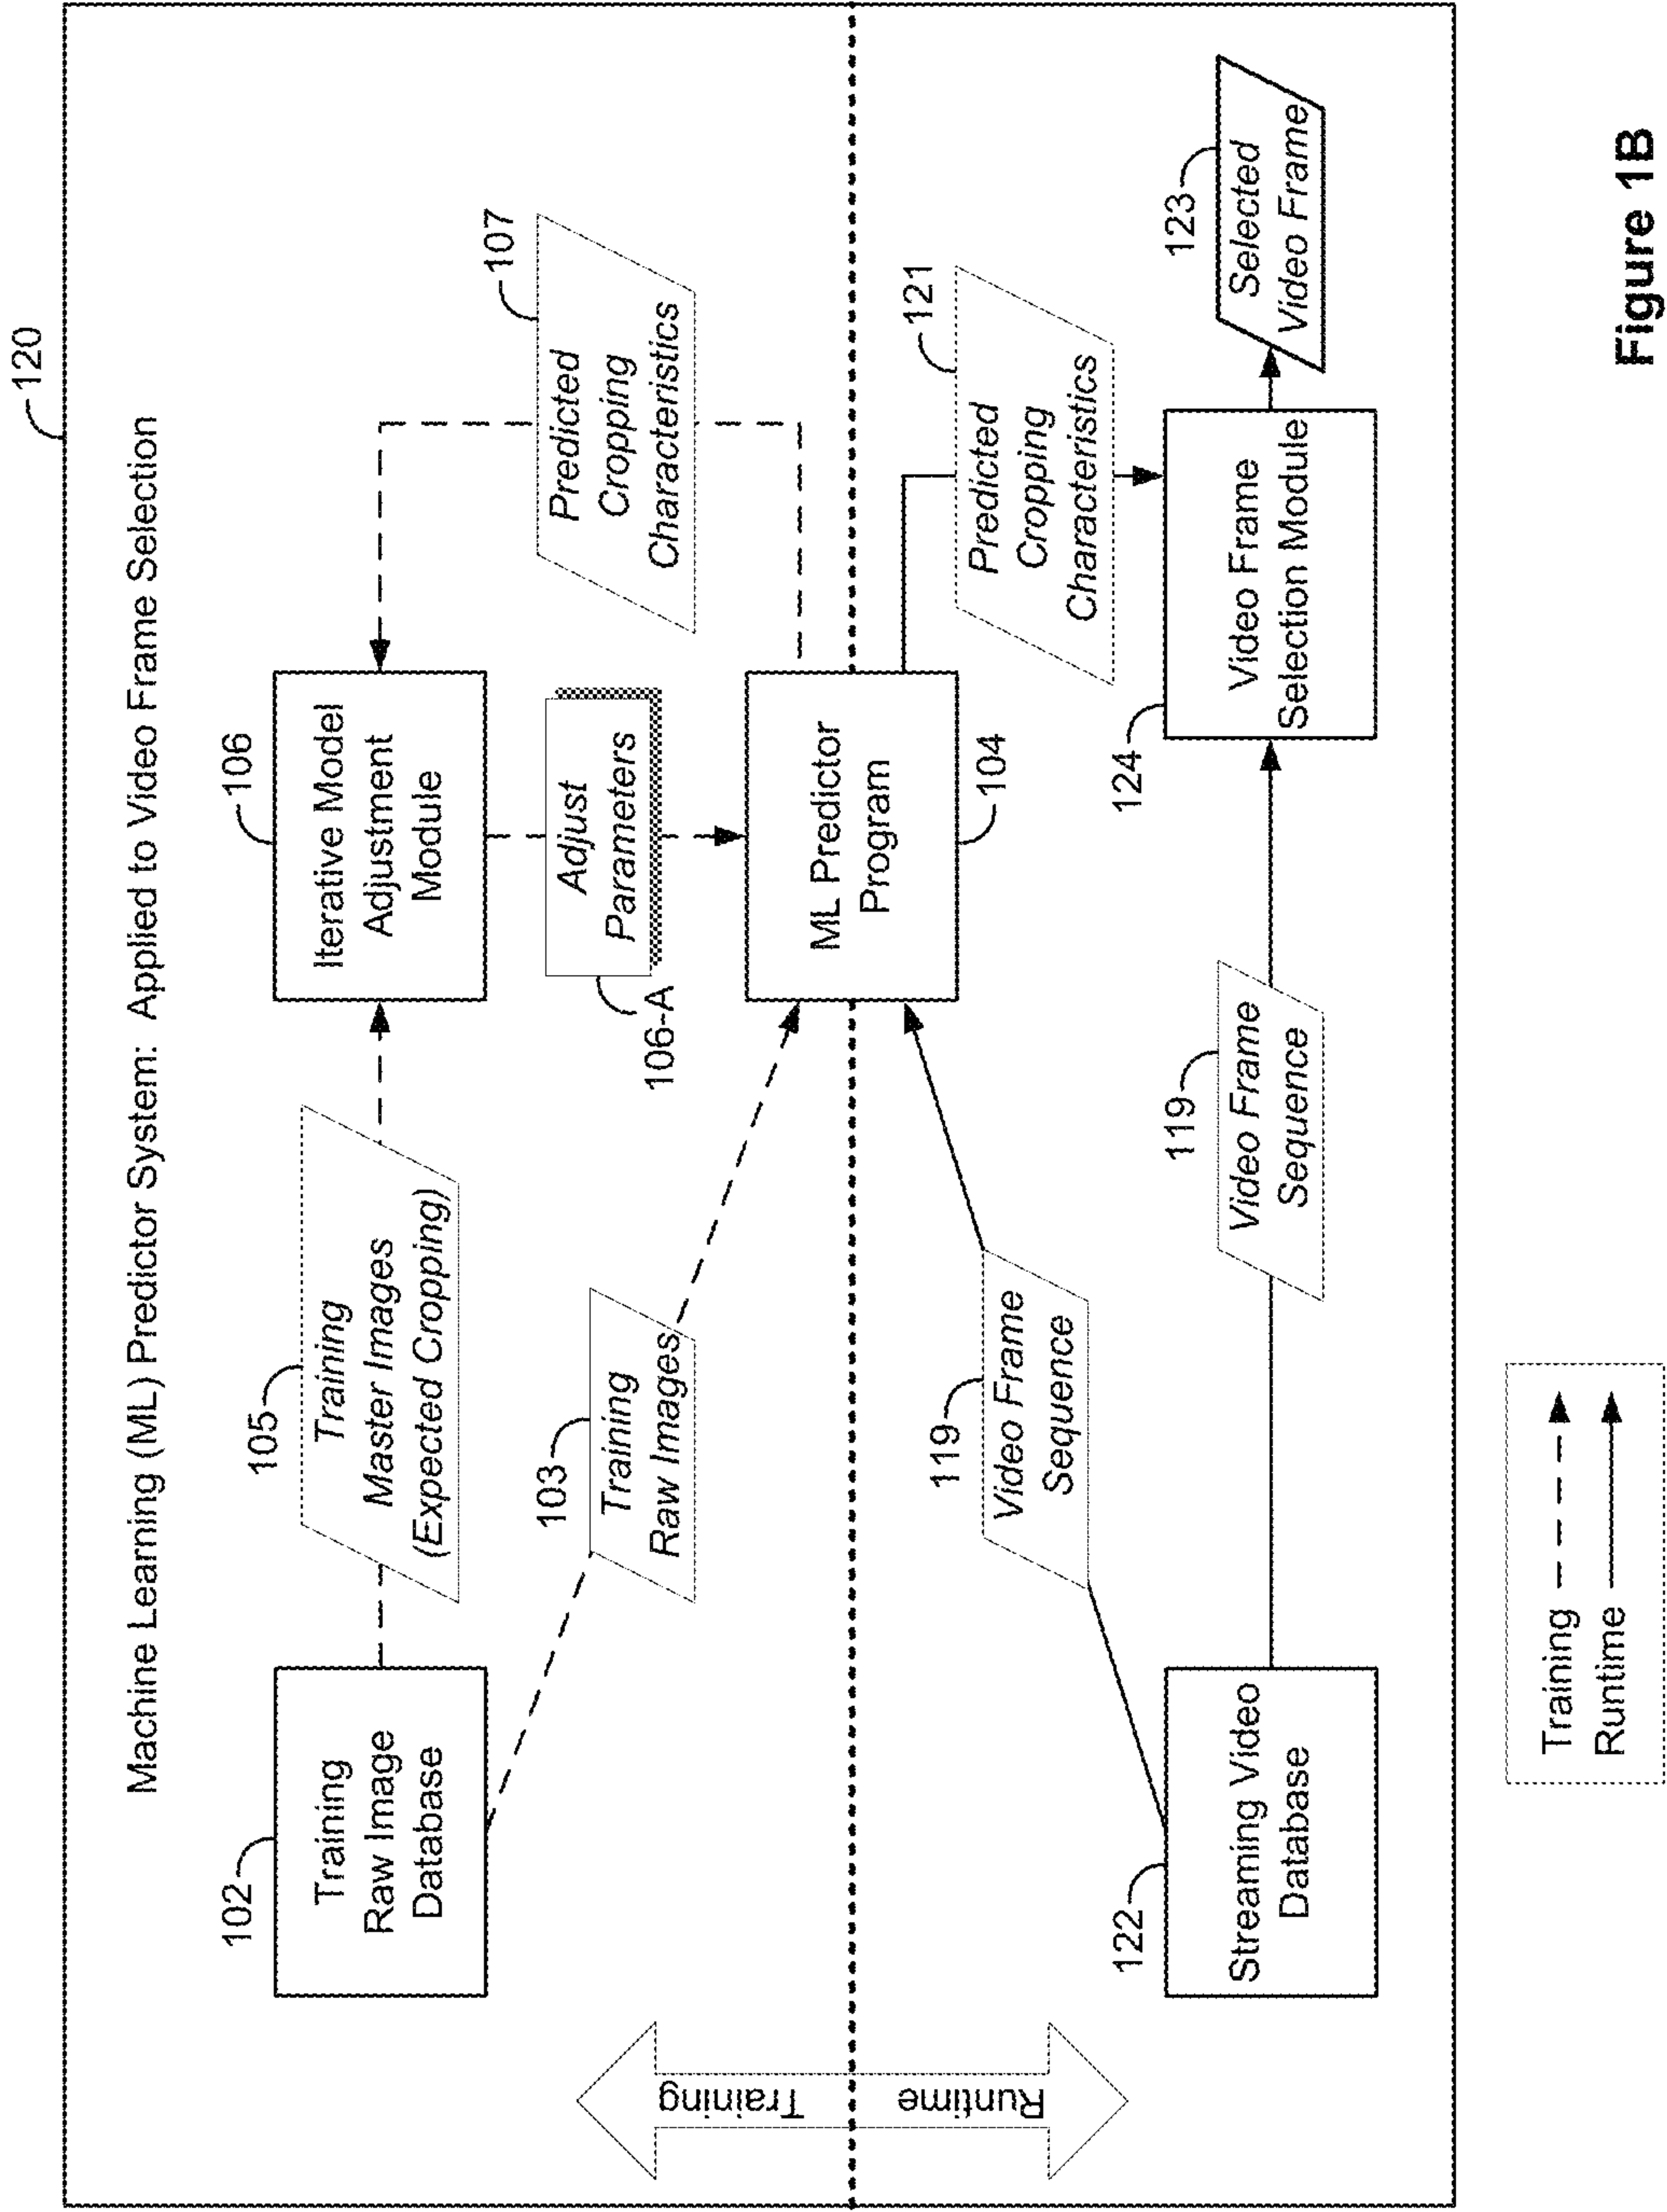 120
Machine Learning (ML) Predictor System: Applied to Video Frame Selection
102
Training
Raw Image
Database
105
Training
Master Images
(Expected Cropping)
106
Iterative Model
Adjustment
Module
107
Predicted
Cropping
Characteristics
103
Training
Raw Images
106-A
Adjust
Parameters
ML Predictor
Program
104
Training
Runtime
119
Video Frame
Sequence
121
Predicted
Cropping
Characteristics
122
Streaming Video
Database
119
Video Frame
Sequence
124
Video Frame
Selection Module
123
Selected
Video Frame
Training
Runtime
Figure 1B